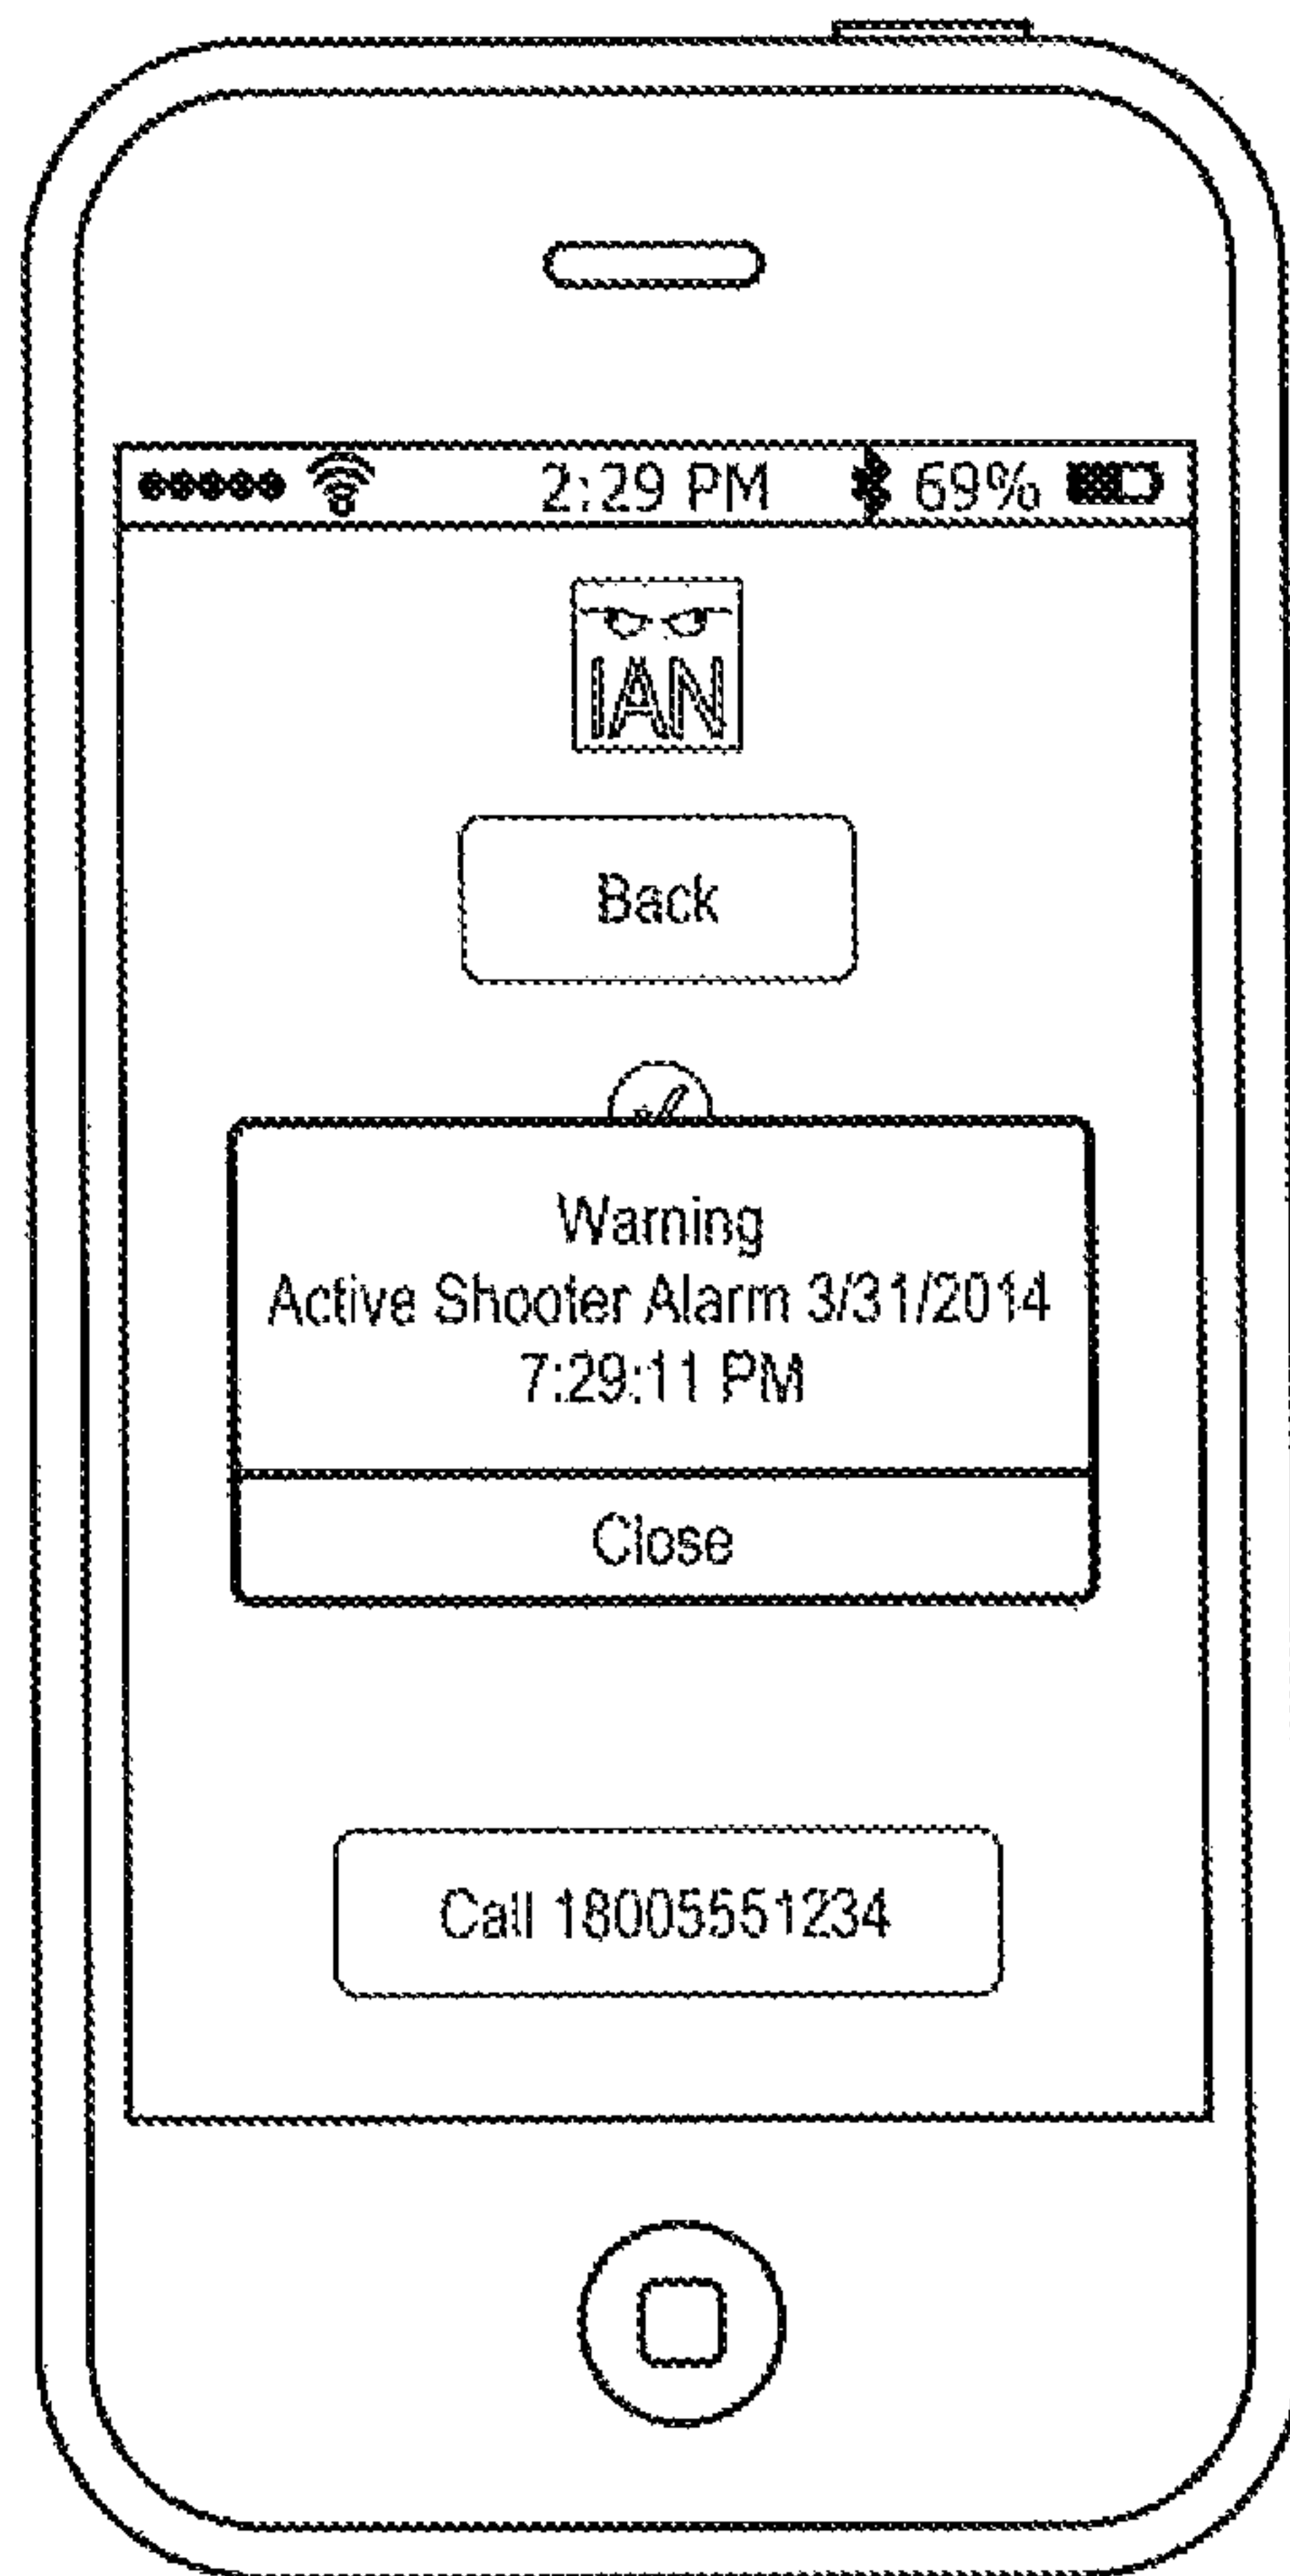 2:29 PM 69%
IAN
Back
Warning
Active Shooter Alarm 3/31/2014
7:29:11 PM
Close
Call 18005551234